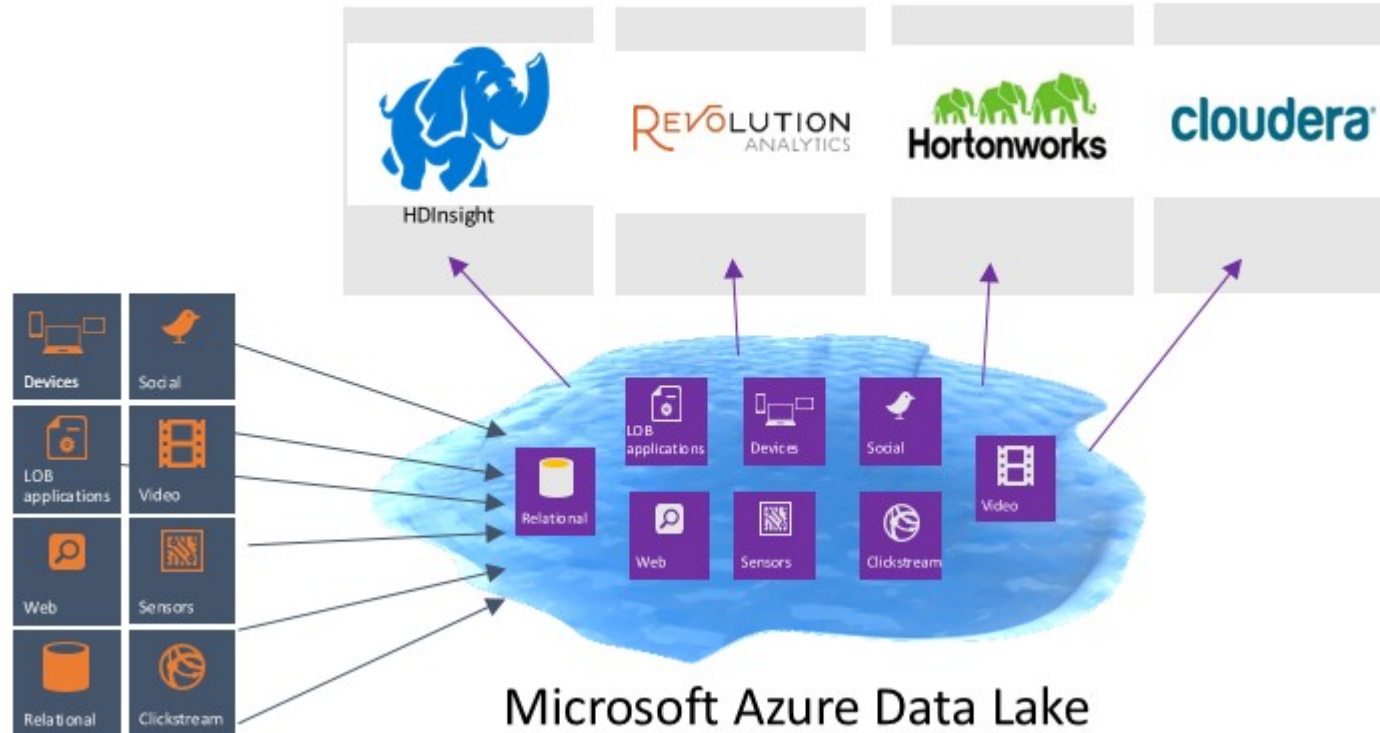 HDInsight
REVOLUTION
ANALYTICS
Hortonworks
cloudera
Devices
Social
LOB
applications
Video
Web
Sensors
Relational
Clickstream
Relational
LOB
applications
Devices
Social
Web
Sensors
Clickstream
Video
Microsoft Azure Data Lake